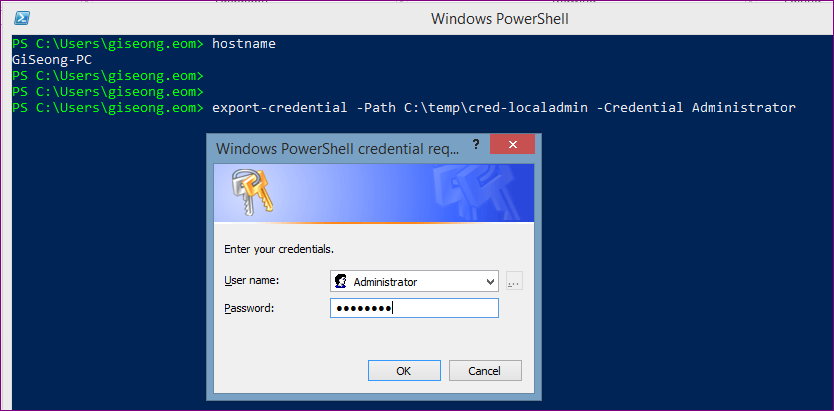 Windows PowerShell
PS C:\Users\giseong.eom> hostname
GiSeong-PC
PS C:\Users\giseong.eom>
PS C:\Users\giseong.eom>
PS C:\Users\giseong.eom> export-credential -Path C:\temp\cred-localadmin -Credential Administrator
Windows PowerShell credential req...
?
Enter your credentials.
User name: Administrator
...
Password: ••••••••
OK Cancel